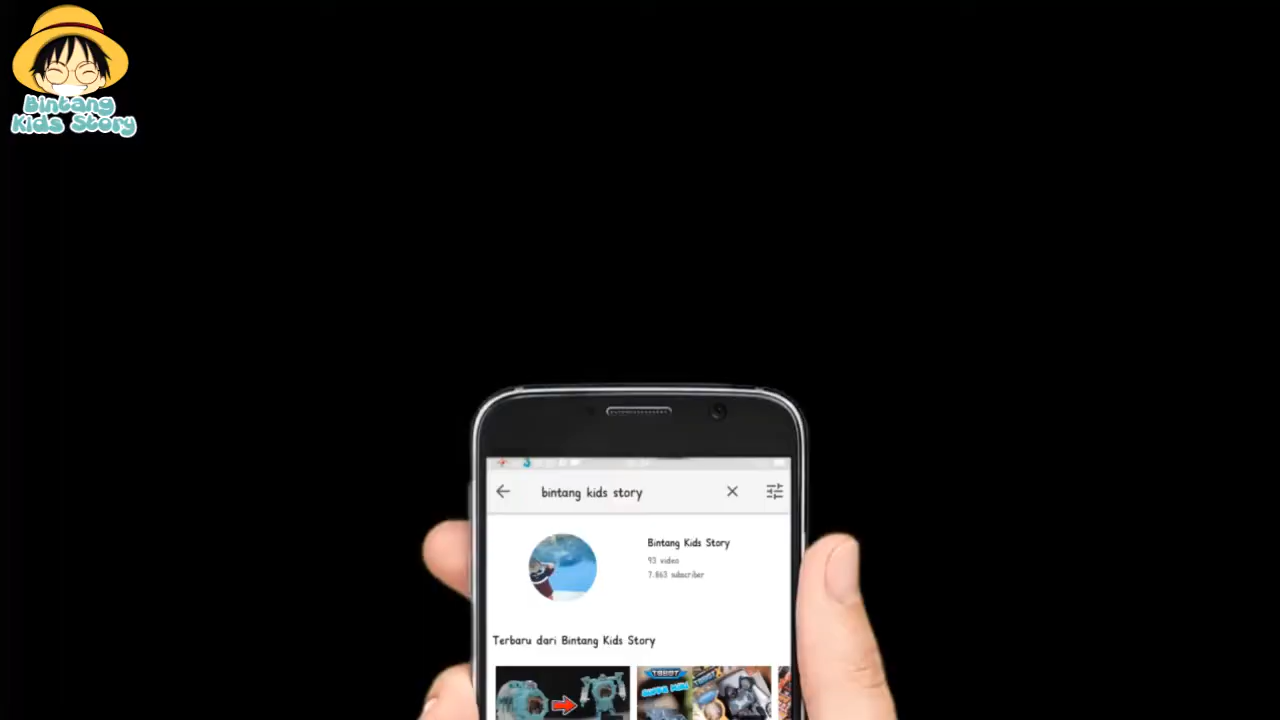 Bintang
Kids Story
bintang kids story
Bintang Kids Story
93 video
7.863 subscriber
Terbaru dari Bintang Kids Story
TOBOT